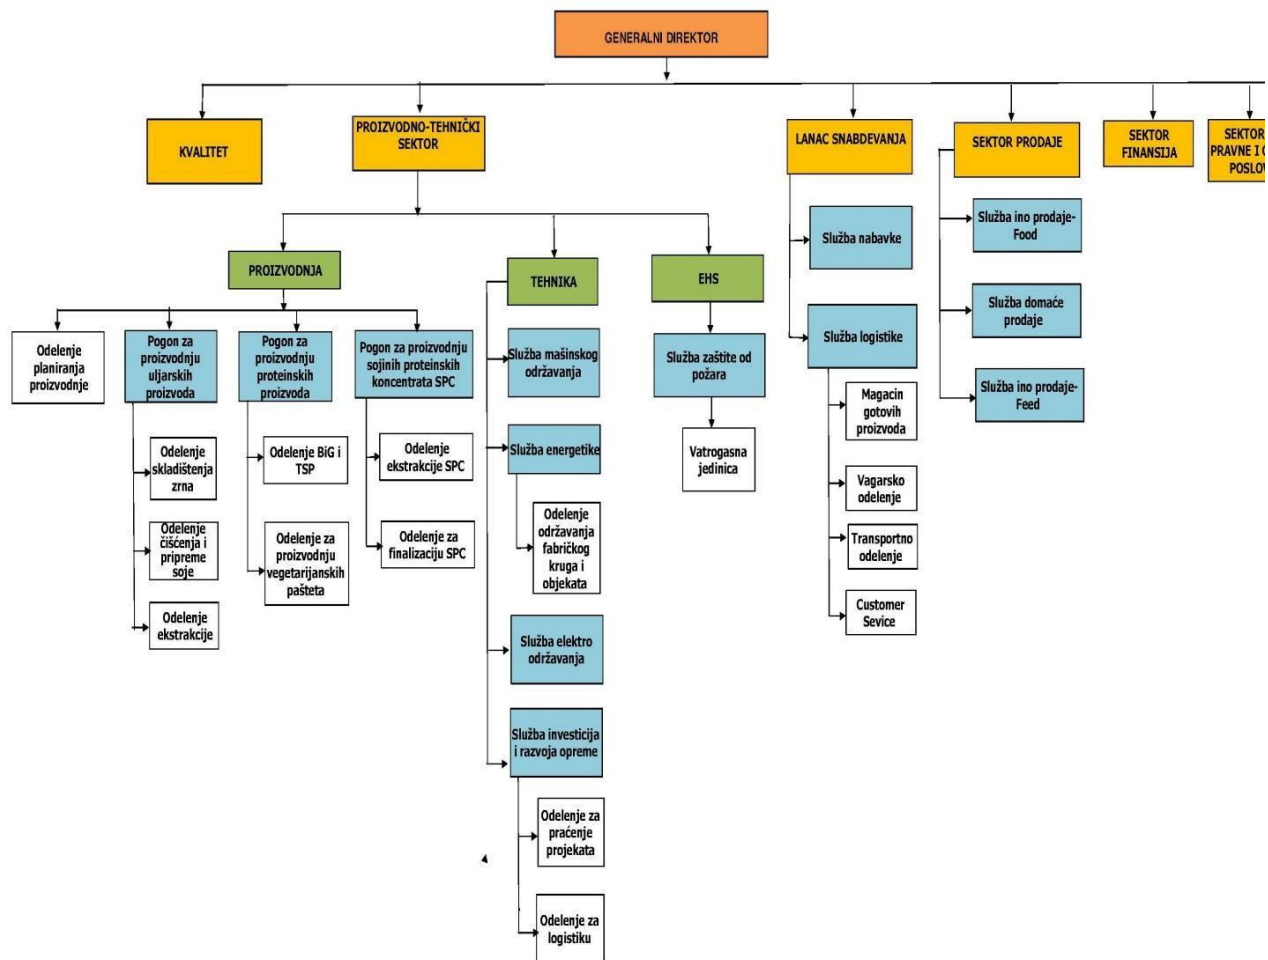 GENERALNI DIREKTOR
KVALITET
PROIZVODNO-TEHNIČKI
SEKTOR
LANAC SNABDEVANJA
SEKTOR PRODAJE
SEKTOR
FINANSIJA
SEKTOR
PRAVNE I
POSLOV
PROIZVODNJA
TEHNIKA
EHS
Odelenje
planiranja
proizvodnje
Pogon za
proizvodnju
uljarskih
proizvoda
Pogon za
proizvodnju
proteinskih
proizvoda
Pogon za proizvodnju
sojinih proteinskih
koncentrata SPC
Odelenje
skladištenja
zrna
Odelenje
čišćenja i
pripreme
soje
Odelenje
ekstrakcije
Odelenje BiG i
TSP
Odelenje za
proizvodnju
vegetarijanskih
pašteta
Odelenje
ekstrakcije SPC
Odelenje za
finalizaciju SPC
Služba mašinskog
održavanja
Služba energetike
Odelenje
održavanja
fabričkog
kruga i
objekata
Služba elektro
održavanja
Služba investicija
i razvoja opreme
Odelenje za
praćenje
projekata
Odelenje za
logistiku
Služba zaštite od
požara
Vatrogasna
jedinica
Služba nabavke
Služba logistike
Magacin
gotovih
proizvoda
Vagarsko
odelenje
Transportno
odelenje
Customer
Sevice
Služba ino prodaje-
Food
Služba domaće
prodaje
Služba ino prodaje-
Feed